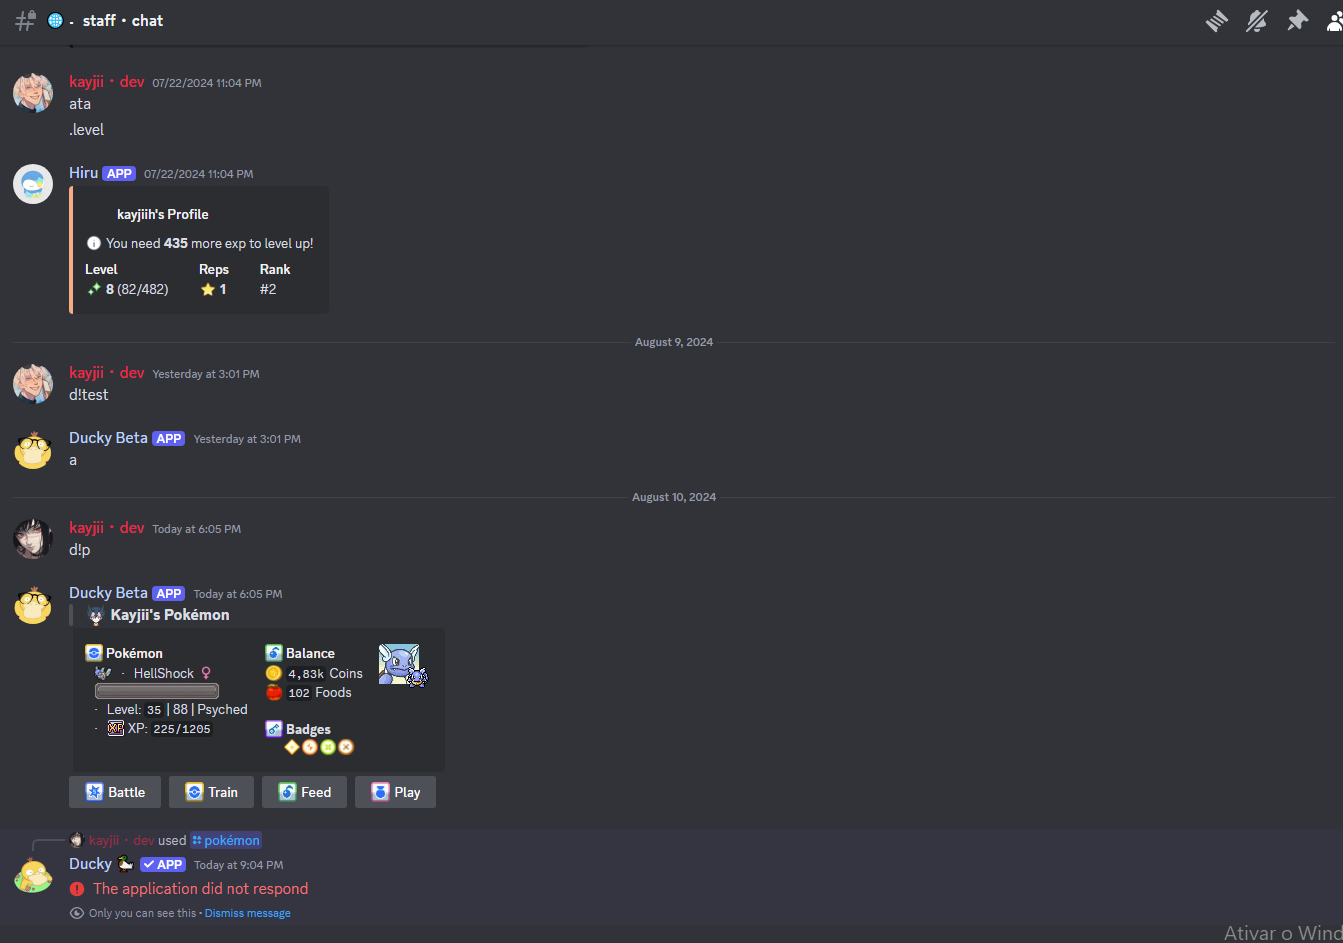 - staff • chat
kayjii • dev 07/22/2024 11:04 PM
ata
.level
Hiru APP 07/22/2024 11:04 PM
kayjiih's Profile
You need 435 more exp to level up!
Level Reps Rank
8 (82/482) 1 #2
August 9, 2024
kayjii • dev Yesterday at 3:01 PM
d!test
Ducky Beta APP Yesterday at 3:01 PM
a
August 10, 2024
kayjii • dev Today at 6:05 PM
d!p
Ducky Beta APP Today at 6:05 PM
Kayjii's Pokémon
Pokémon
· HellShock ♀
· Level: 35 | 88 | Psyched
· XP: 225/1205
Balance
4,83k Coins
102 Foods
Badges
Battle Train Feed Play
kayjii • dev used pokémon
Ducky APP Today at 9:04 PM
The application did not respond
Only you can see this • Dismiss message
Ativar o Wind